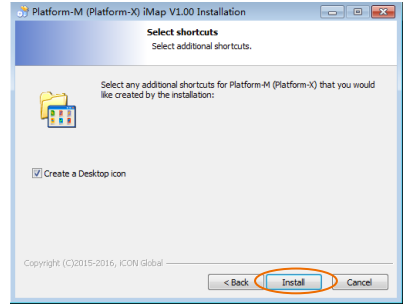 Platform-M (Platform-X) iMap V1.00 Installation
Select shortcuts
Select additional shortcuts.
Select any additional shortcuts for Platform-M (Platform-X) that you would
like created by the installation:
Create a Desktop icon
Copyright (C)2015-2016, iCON Global
< Back
Install
Cancel